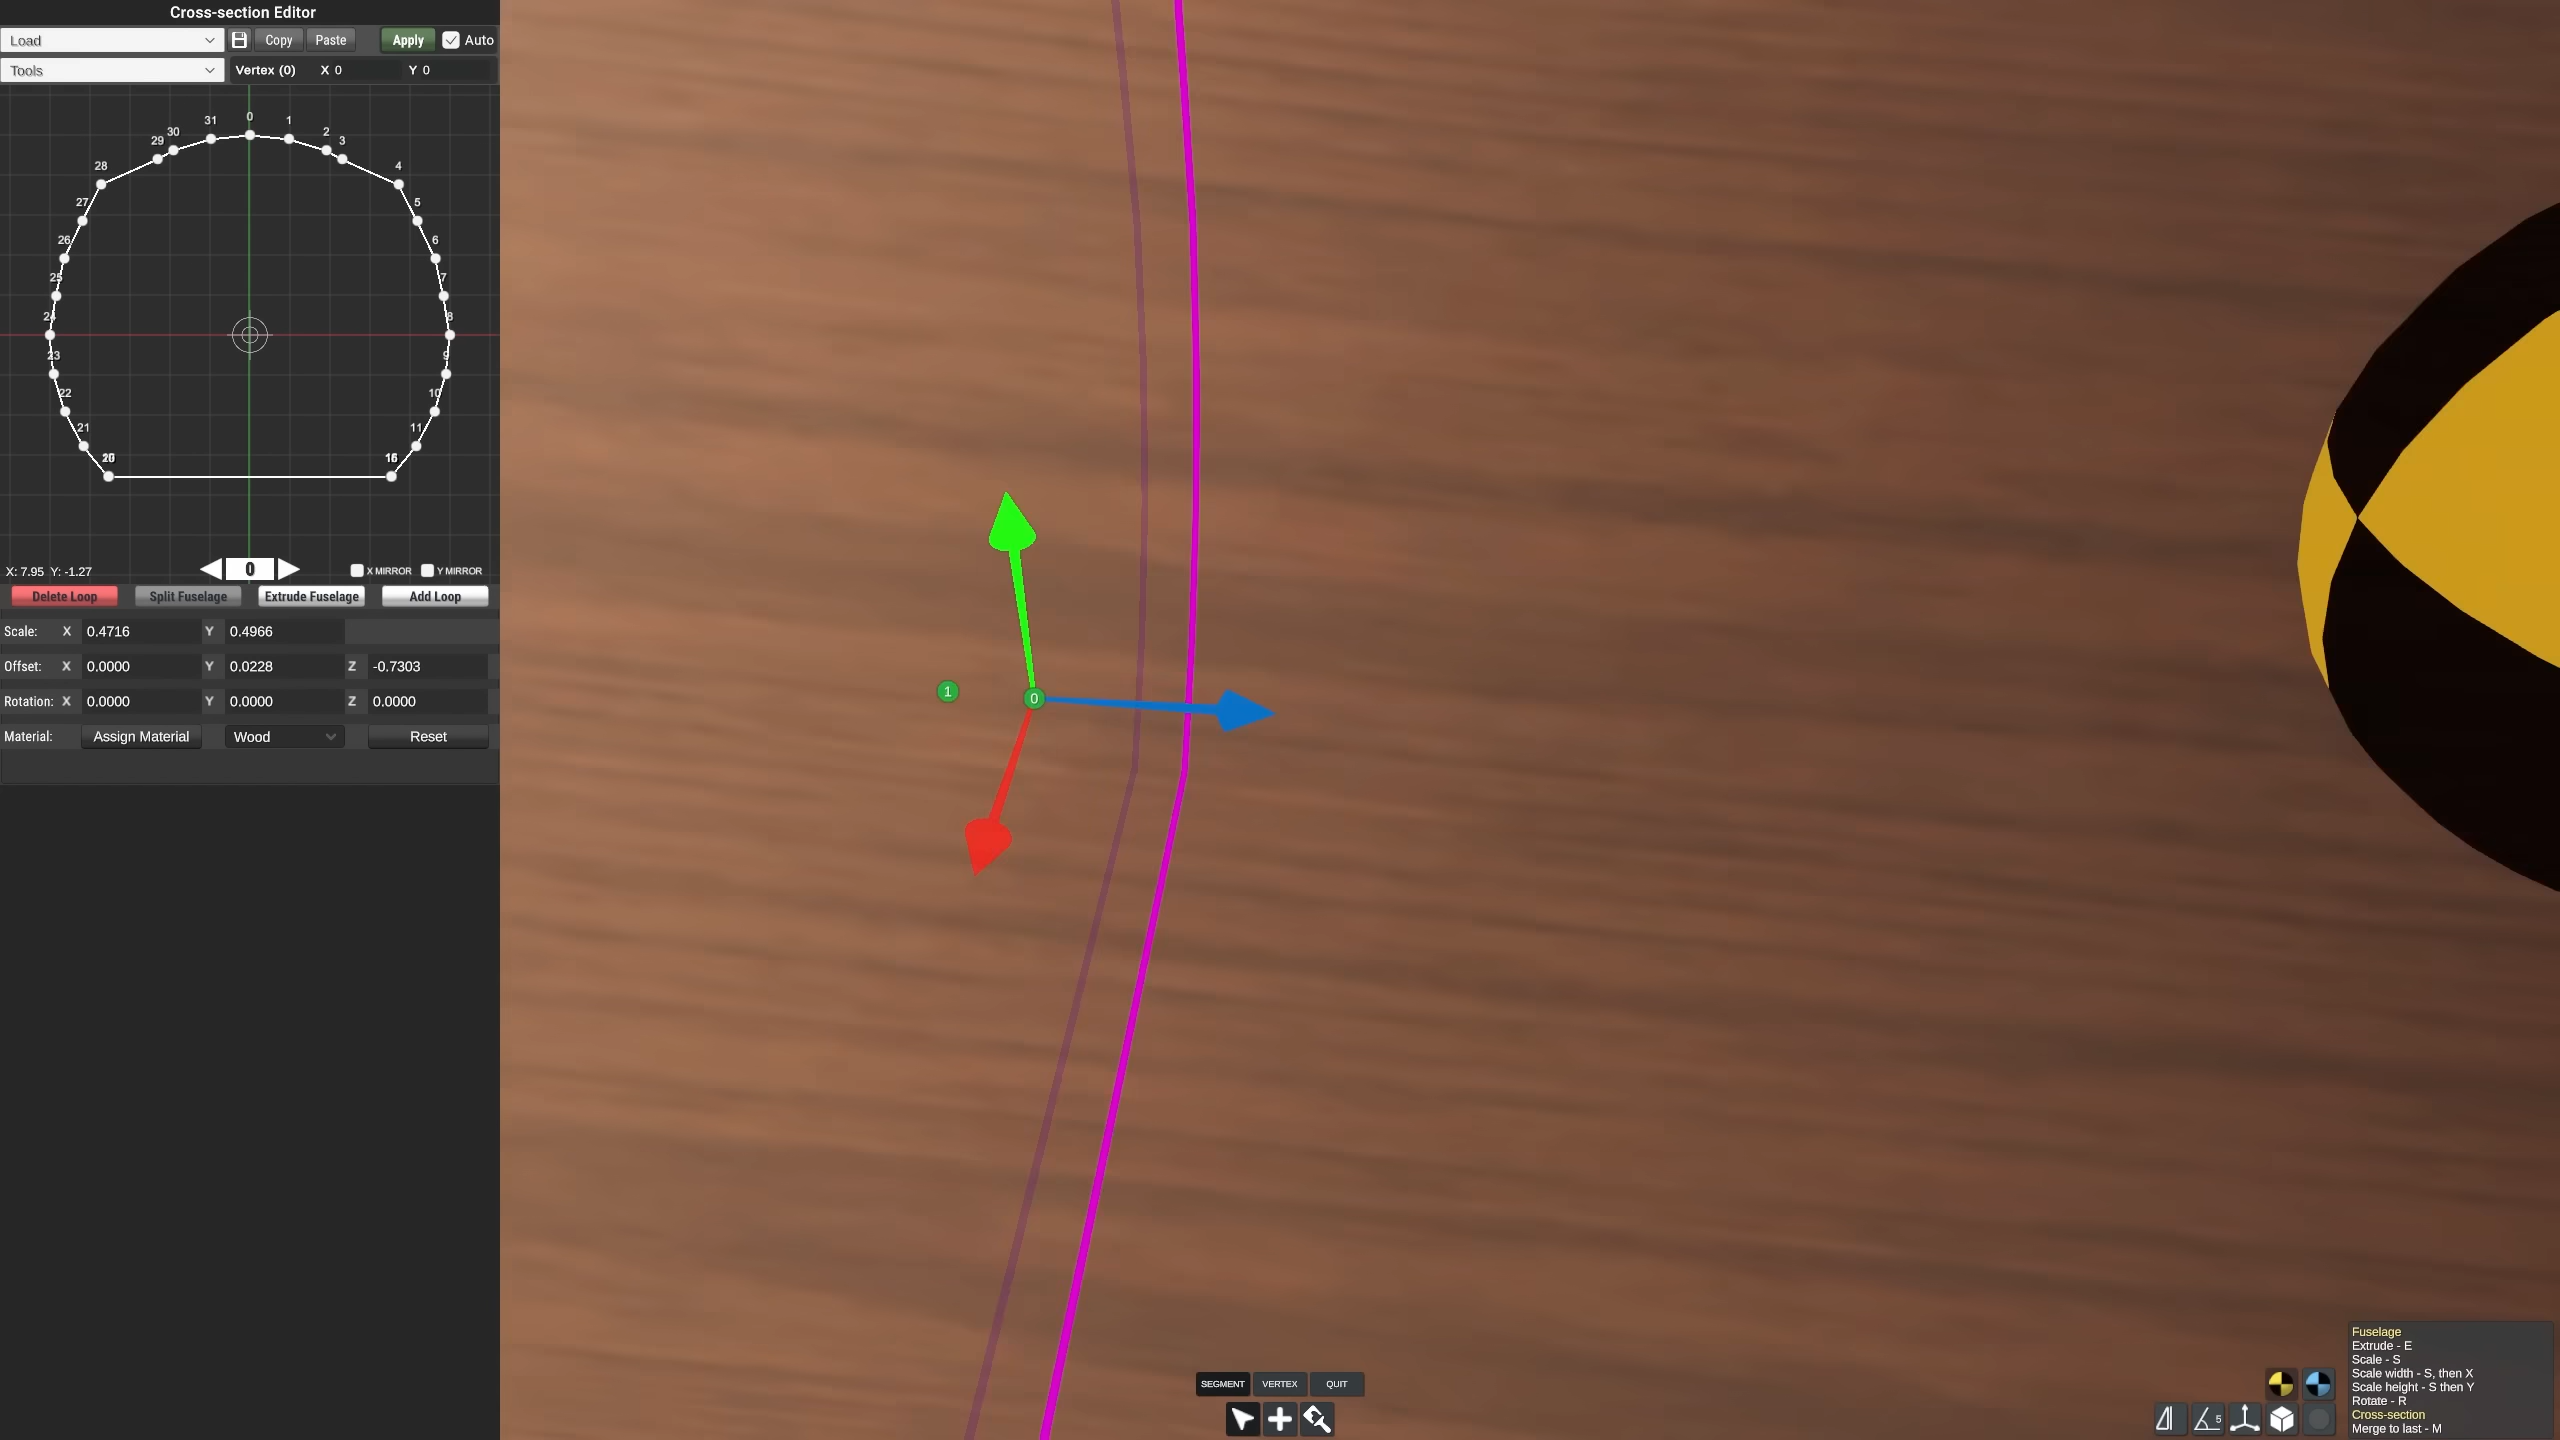 Cross-section Editor
Load Copy Paste Apply Auto
Tools Vertex (0) X 0 Y 0
0
31 1
30 2
29 3
28 4
27 5
26 6
25 7
24 8
23 9
22 10
21 11
16
X: 7.95 Y: -1.27 0 X MIRROR Y MIRROR
Delete Loop Split Fuselage Extrude Fuselage Add Loop
Scale: X 0.4716 Y 0.4966
Offset: X 0.0000 Y 0.0228 Z -0.7303
Rotation: X 0.0000 Y 0.0000 Z 0.0000
Material: Assign Material Wood Reset
1 0
SEGMENT VERTEX QUIT
5
Fuselage
Extrude - E
Scale - S
Scale width - S, then X
Scale height - S then Y
Rotate - R
Cross-section
Merge to last - M